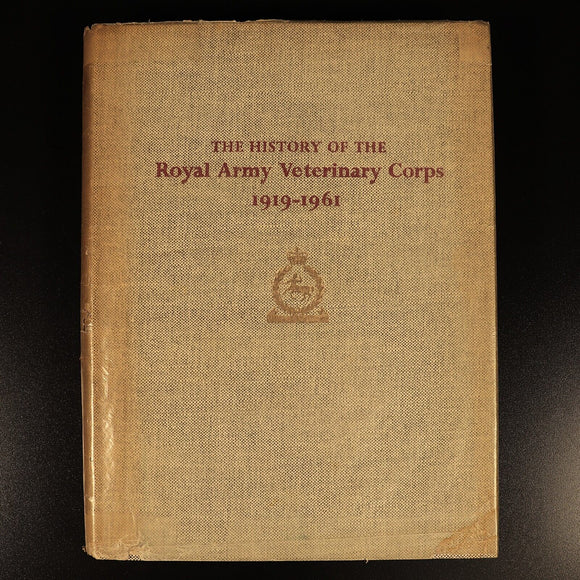 THE HISTORY OF THE
Royal Army Veterinary Corps
1919-1961